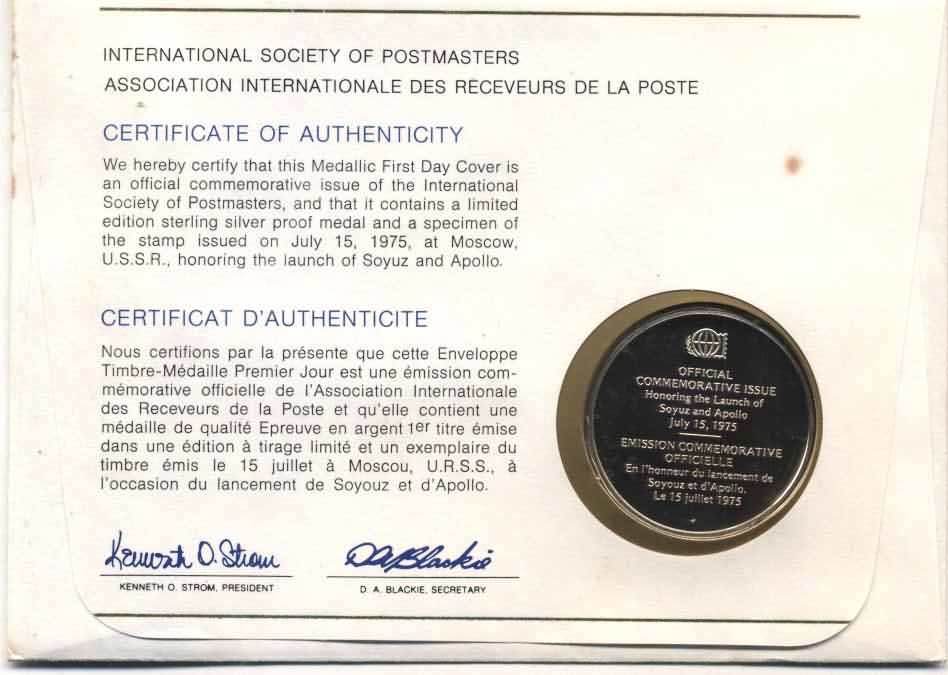 INTERNATIONAL SOCIETY OF POSTMASTERS
ASSOCIATION INTERNATIONALE DES RECEVEURS DE LA POSTE
CERTIFICATE OF AUTHENTICITY
We hereby certify that this Medallic First Day Cover is
an official commemorative issue of the International
Society of Postmasters, and that it contains a limited
edition sterling silver proof medal and a specimen of
the stamp issued on July 15, 1975, at Moscow,
U.S.S.R., honoring the launch of Soyuz and Apollo.
CERTIFICAT D'AUTHENTICITE
Nous certifions par la présente que cette Enveloppe
Timbre-Médaille Premier Jour est une émission com-
mémorative officielle de l'Association Internationale
des Receveurs de la Poste et qu'elle contient une
médaille de qualité Epreuve en argent 1er titre émise
dans une édition à tirage limité et un exemplaire du
timbre émis le 15 juillet à Moscou, U.R.S.S., à
l'occasion du lancement de Soyouz et d'Apollo.
Kenneth O. Strom
KENNETH O. STROM, PRESIDENT
D A Blackie
D. A. BLACKIE, SECRETARY
OFFICIAL
COMMEMORATIVE ISSUE
Honoring the Launch of
Soyuz and Apollo
July 15, 1975
EMISSION COMMEMORATIVE
OFFICIELLE
En l'honneur du lancement de
Soyouz et d'Apollo.
Le 15 juillet 1975